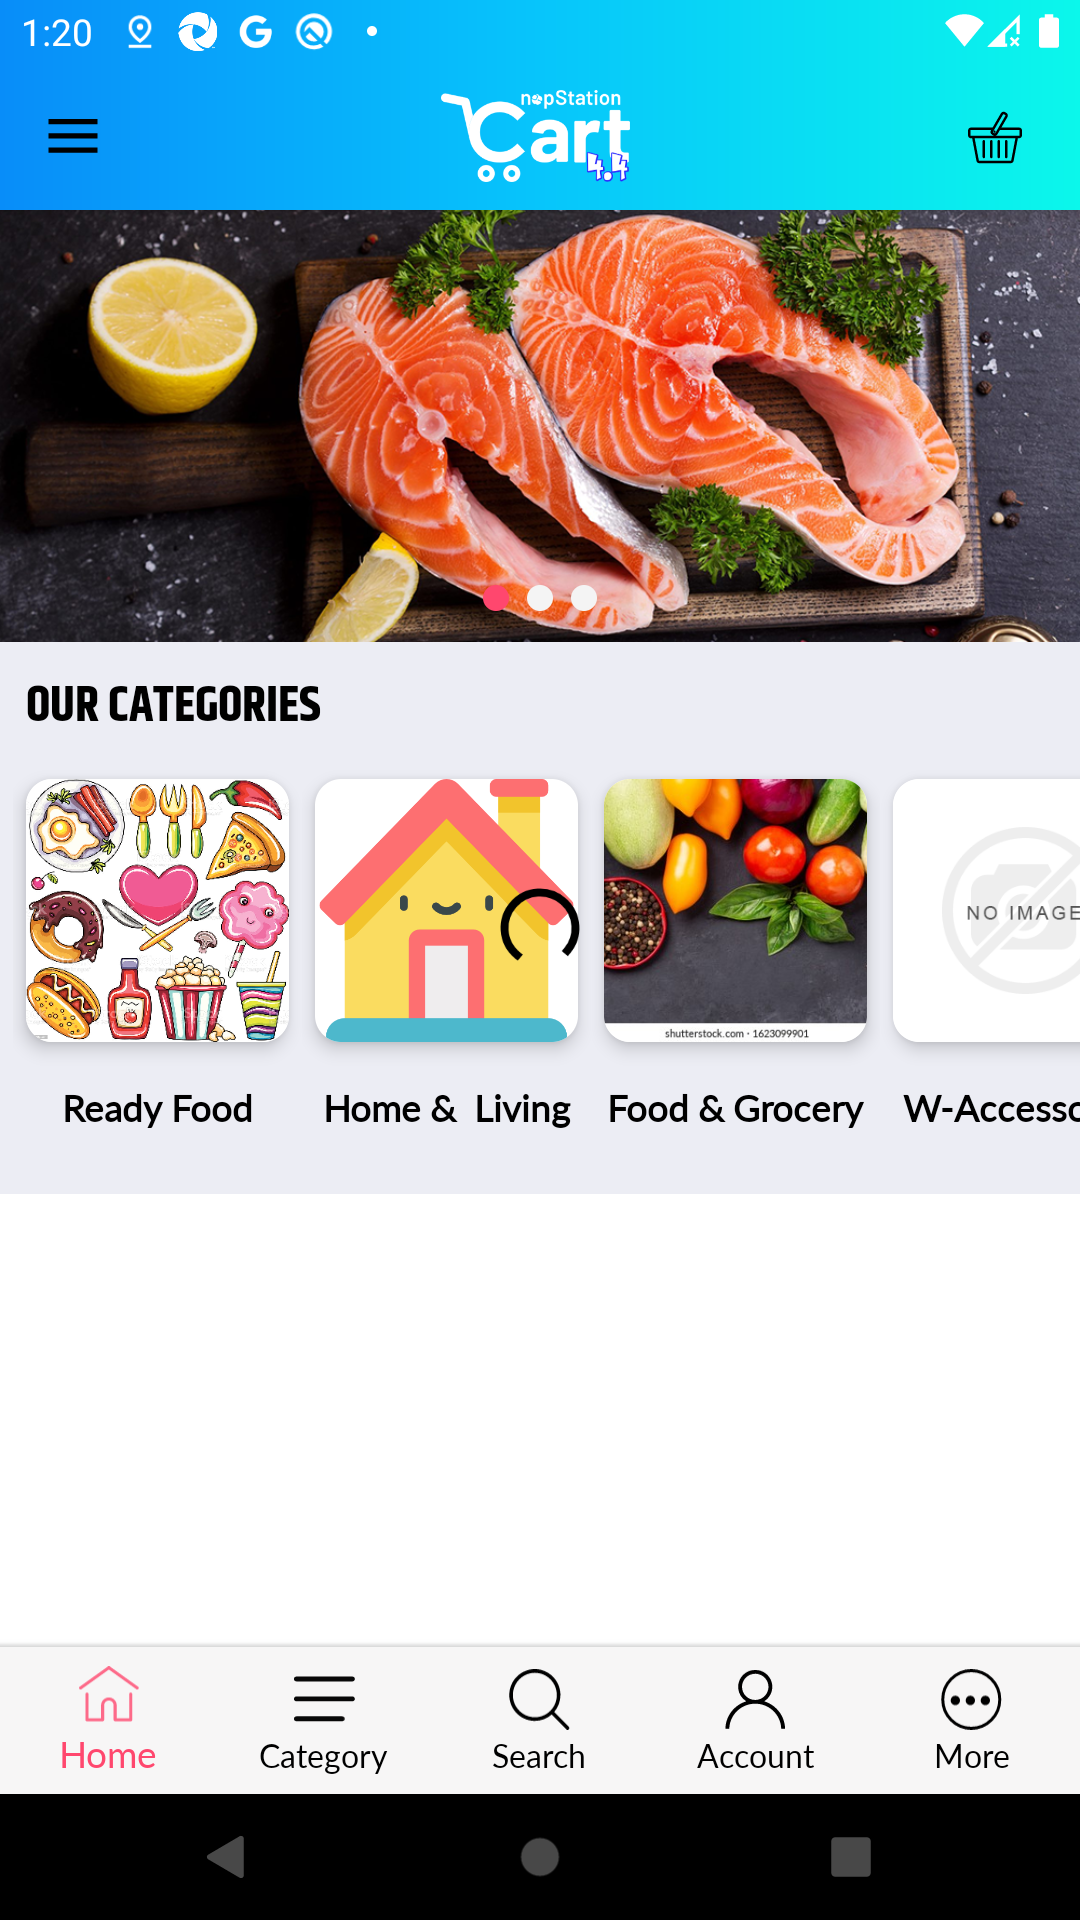 1:20
nopStation
Cart
4.4
OUR CATEGORIES
NO IMAGE
shutterstock.com · 1623099901
Ready Food
Home & Living
Food & Grocery
W-Accesso
Home
Category
Search
Account
More